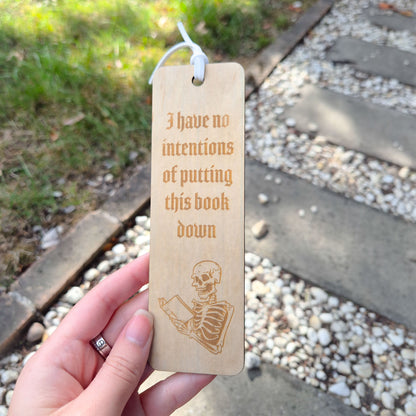 I have no
intentions
of putting
this book
down